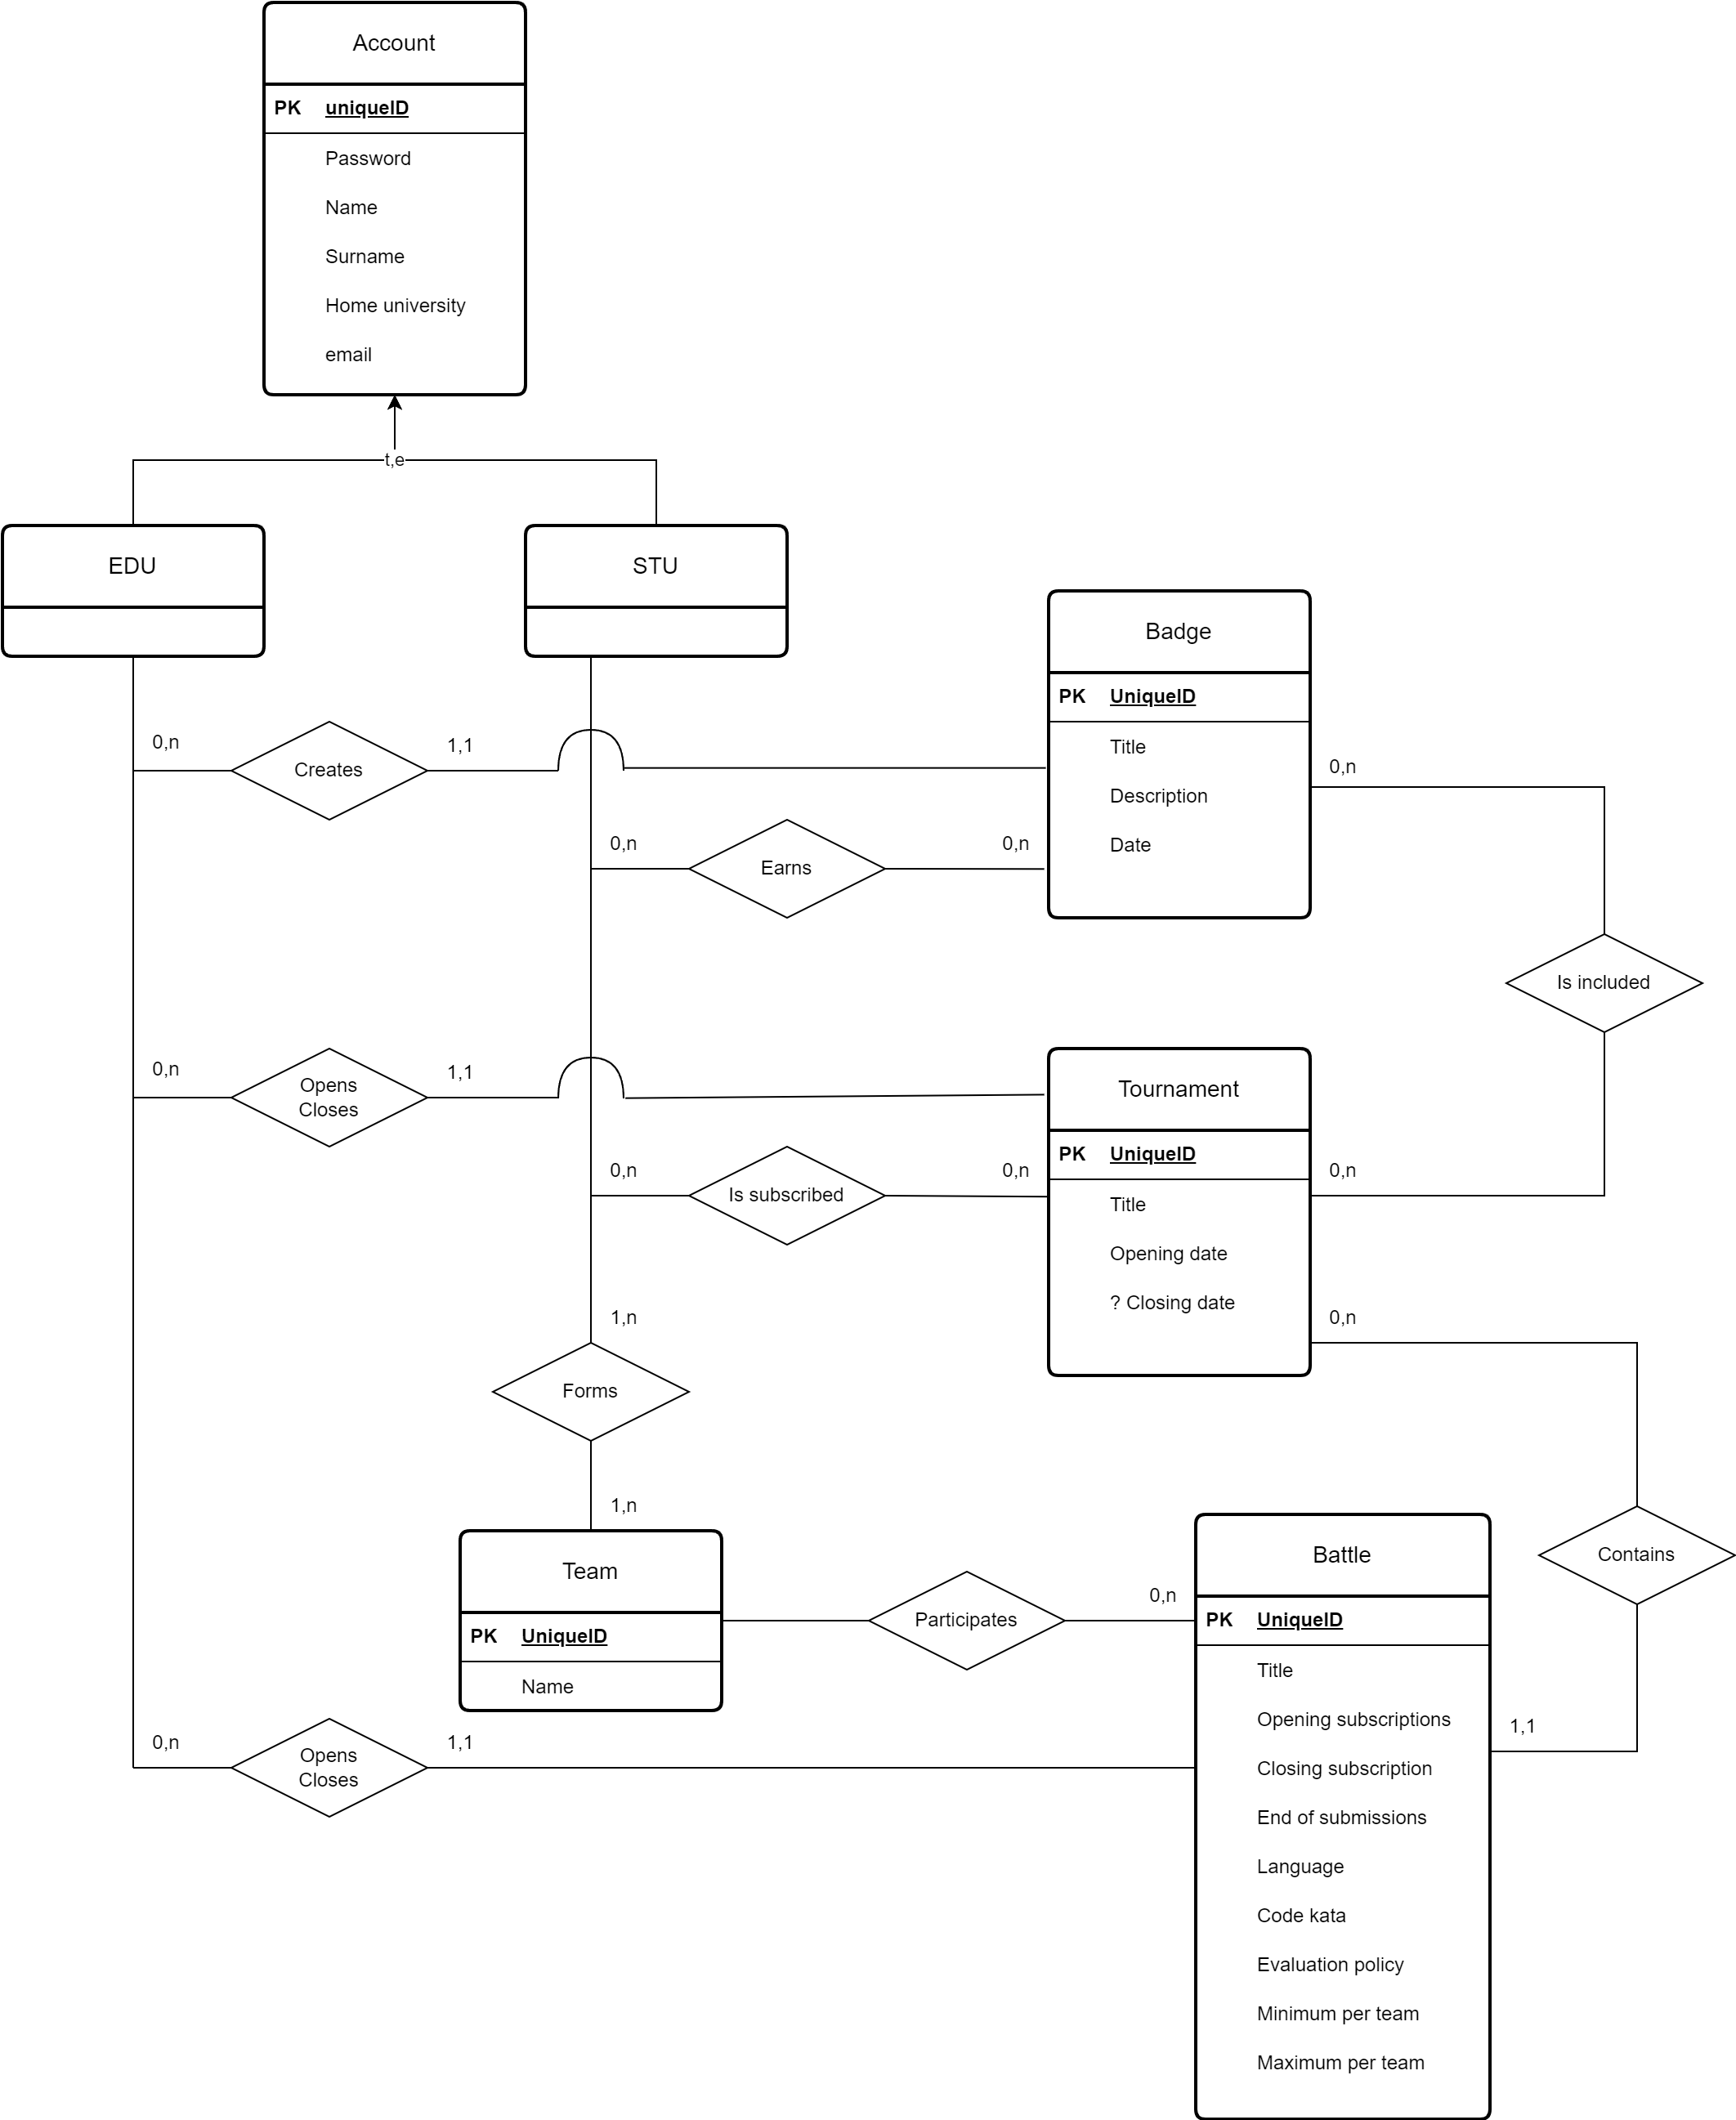 Account
PK uniqueID
Password
Name
Surname
Home university
email
t,e
EDU
STU
Badge
PK UniqueID
Title
Description
Date
0,n
Creates
1,1
0,n
0,n
Earns
0,n
Is included
0,n
Opens
Closes
1,1
Tournament
PK UniqueID
Title
Opening date
? Closing date
0,n
Is subscribed
0,n
0,n
1,n
0,n
Forms
1,n
Team
PK UniqueID
Name
Participates
0,n
Battle
PK UniqueID
Title
Opening subscriptions
Closing subscription
End of submissions
Language
Code kata
Evaluation policy
Minimum per team
Maximum per team
Contains
1,1
0,n
Opens
Closes
1,1